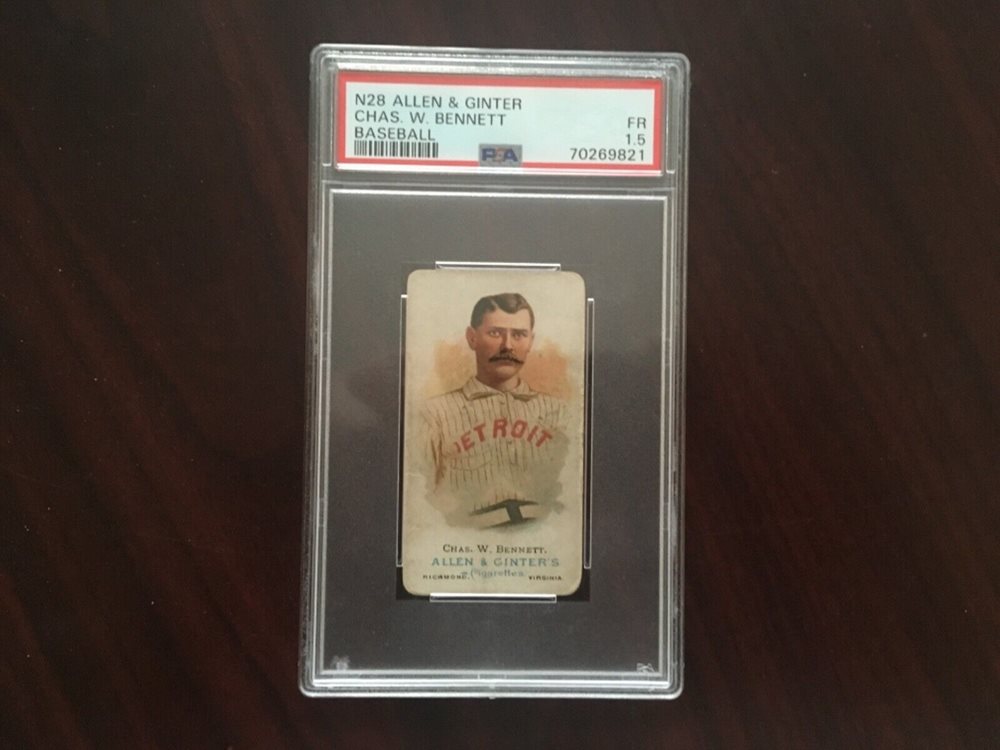 N28 ALLEN & GINTER
CHAS. W. BENNETT
BASEBALL
FR
1.5
PSA
70269821
DETROIT
CHAS. W. BENNETT.
ALLEN & GINTER'S
RICHMOND. Cigarettes VIRGINIA